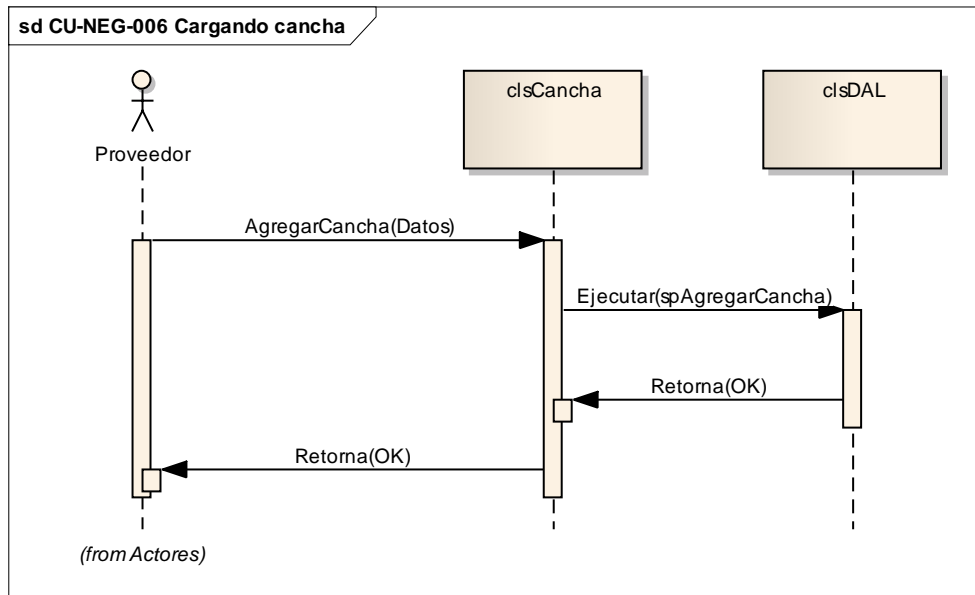 sd CU-NEG-006 Cargando cancha
Proveedor
clsCancha
clsDAL
AgregarCancha(Datos)
Ejecutar(spAgregarCancha)
Retorna(OK)
Retorna(OK)
(from Actores)